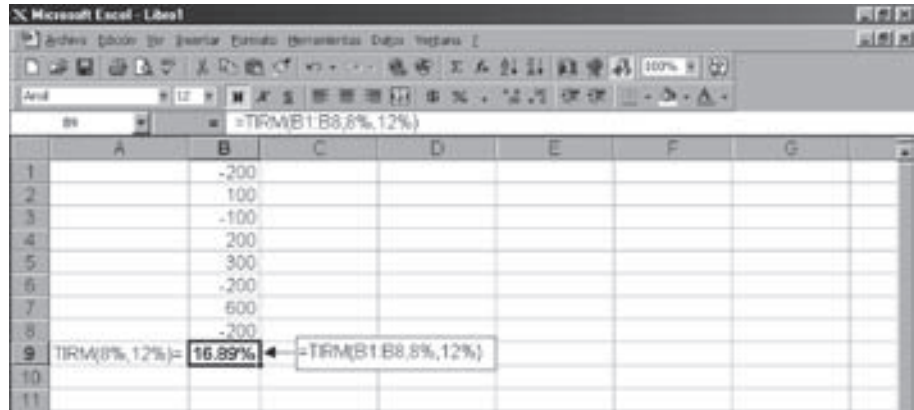 Microsoft Excel - Libro1
Archivo Edición Ver Insertar Formato Herramientas Datos Ventana ?
100%
Arial 12 N K S
B9 = =TIRM(B1:B8,8%,12%)
A B C D E F G
1 -200
2 100
3 -100
4 200
5 300
6 -200
7 600
8 -200
9 TIRM(8%,12%)= 16.89% =TIRM(B1:B8,8%,12%)
10
11